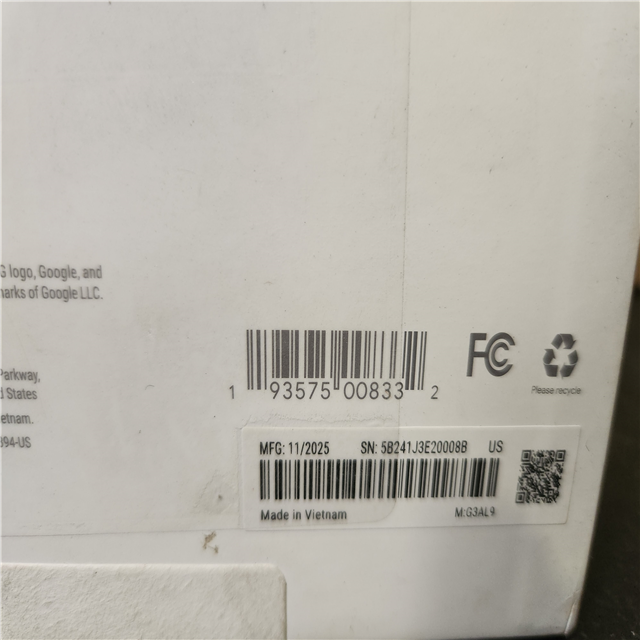 G logo, Google, and
marks of Google LLC.
Parkway,
d States
etnam.
394-US
1 93575 00833 2
FC
Please recycle
MFG: 11/2025 SN: 5B241J3E20008B US
Made in Vietnam M:G3AL9